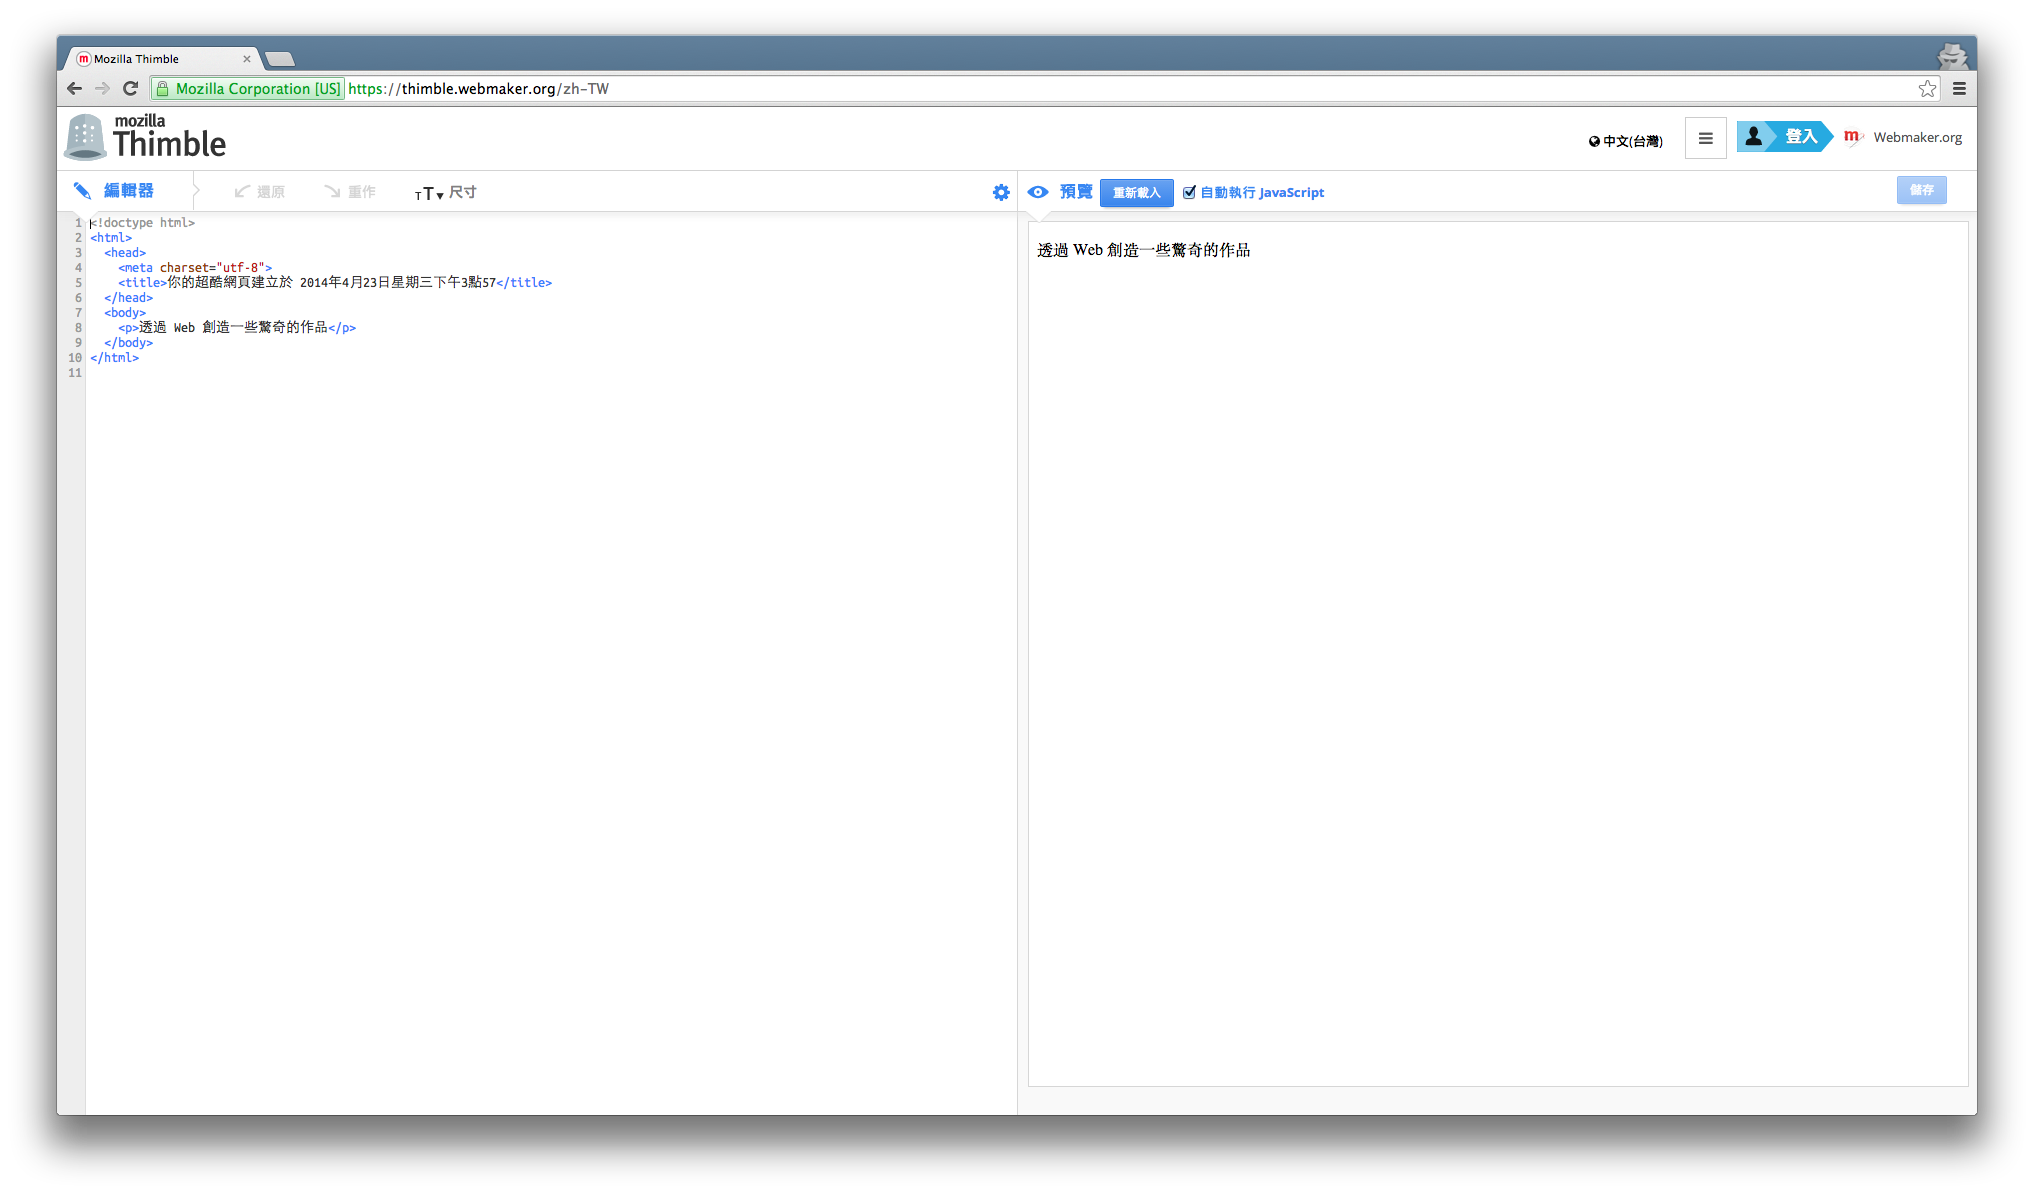 Mozilla Thimble
Mozilla Corporation [US] https://thimble.webmaker.org/zh-TW
mozilla
Thimble
中文(台灣)
登入
m
Webmaker.org
編輯器
還原
重作
TT 尺寸
預覽
重新載入
自動執行 JavaScript
儲存
1 <!doctype html>
2 <html>
3 <head>
4 <meta charset="utf-8">
5 <title>你的超酷網頁建立於 2014年4月23日星期三下午3點57</title>
6 </head>
7 <body>
8 <p>透過 Web 創造一些驚奇的作品</p>
9 </body>
10 </html>
11
透過 Web 創造一些驚奇的作品